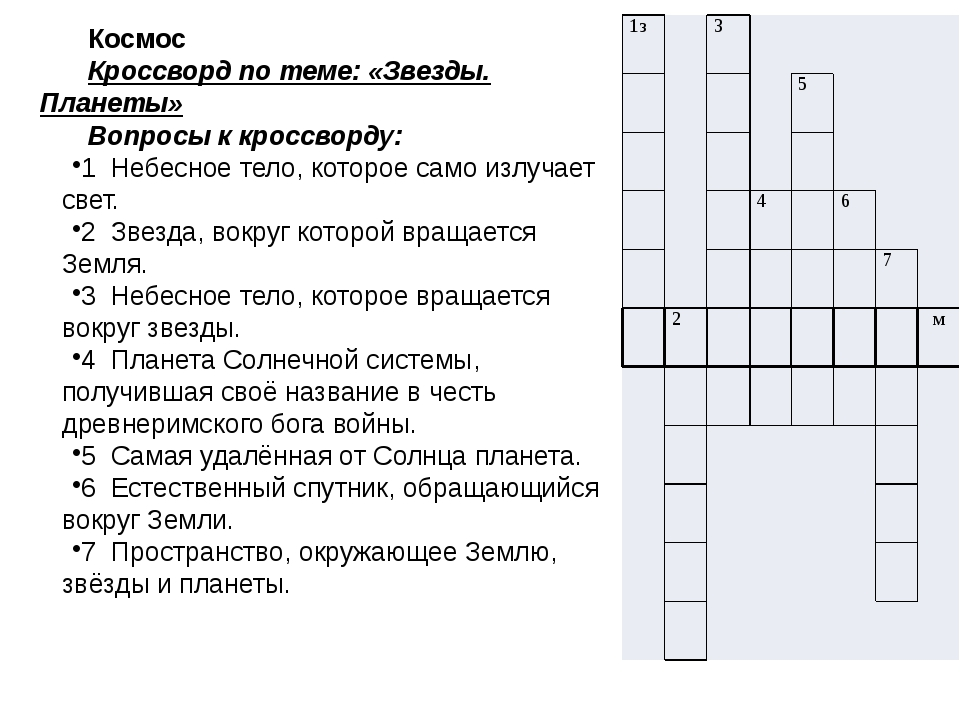 Космос
Кроссворд по теме: «Звезды.
Планеты»
Вопросы к кроссворду:
•1 Небесное тело, которое само излучает
свет.
•2 Звезда, вокруг которой вращается
Земля.
•3 Небесное тело, которое вращается
вокруг звезды.
•4 Планета Солнечной системы,
получившая своё название в честь
древнеримского бога войны.
•5 Самая удалённая от Солнца планета.
•6 Естественный спутник, обращающийся
вокруг Земли.
•7 Пространство, окружающее Землю,
звёзды и планеты.
1з 3
5
4 6
7
2 м